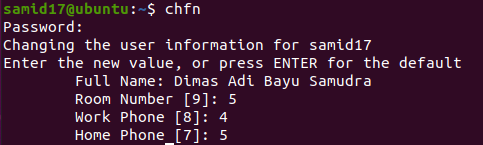 samid17@ubuntu:~$ chfn
Password:
Changing the user information for samid17
Enter the new value, or press ENTER for the default
Full Name: Dimas Adi Bayu Samudra
Room Number [9]: 5
Work Phone [8]: 4
Home Phone [7]: 5